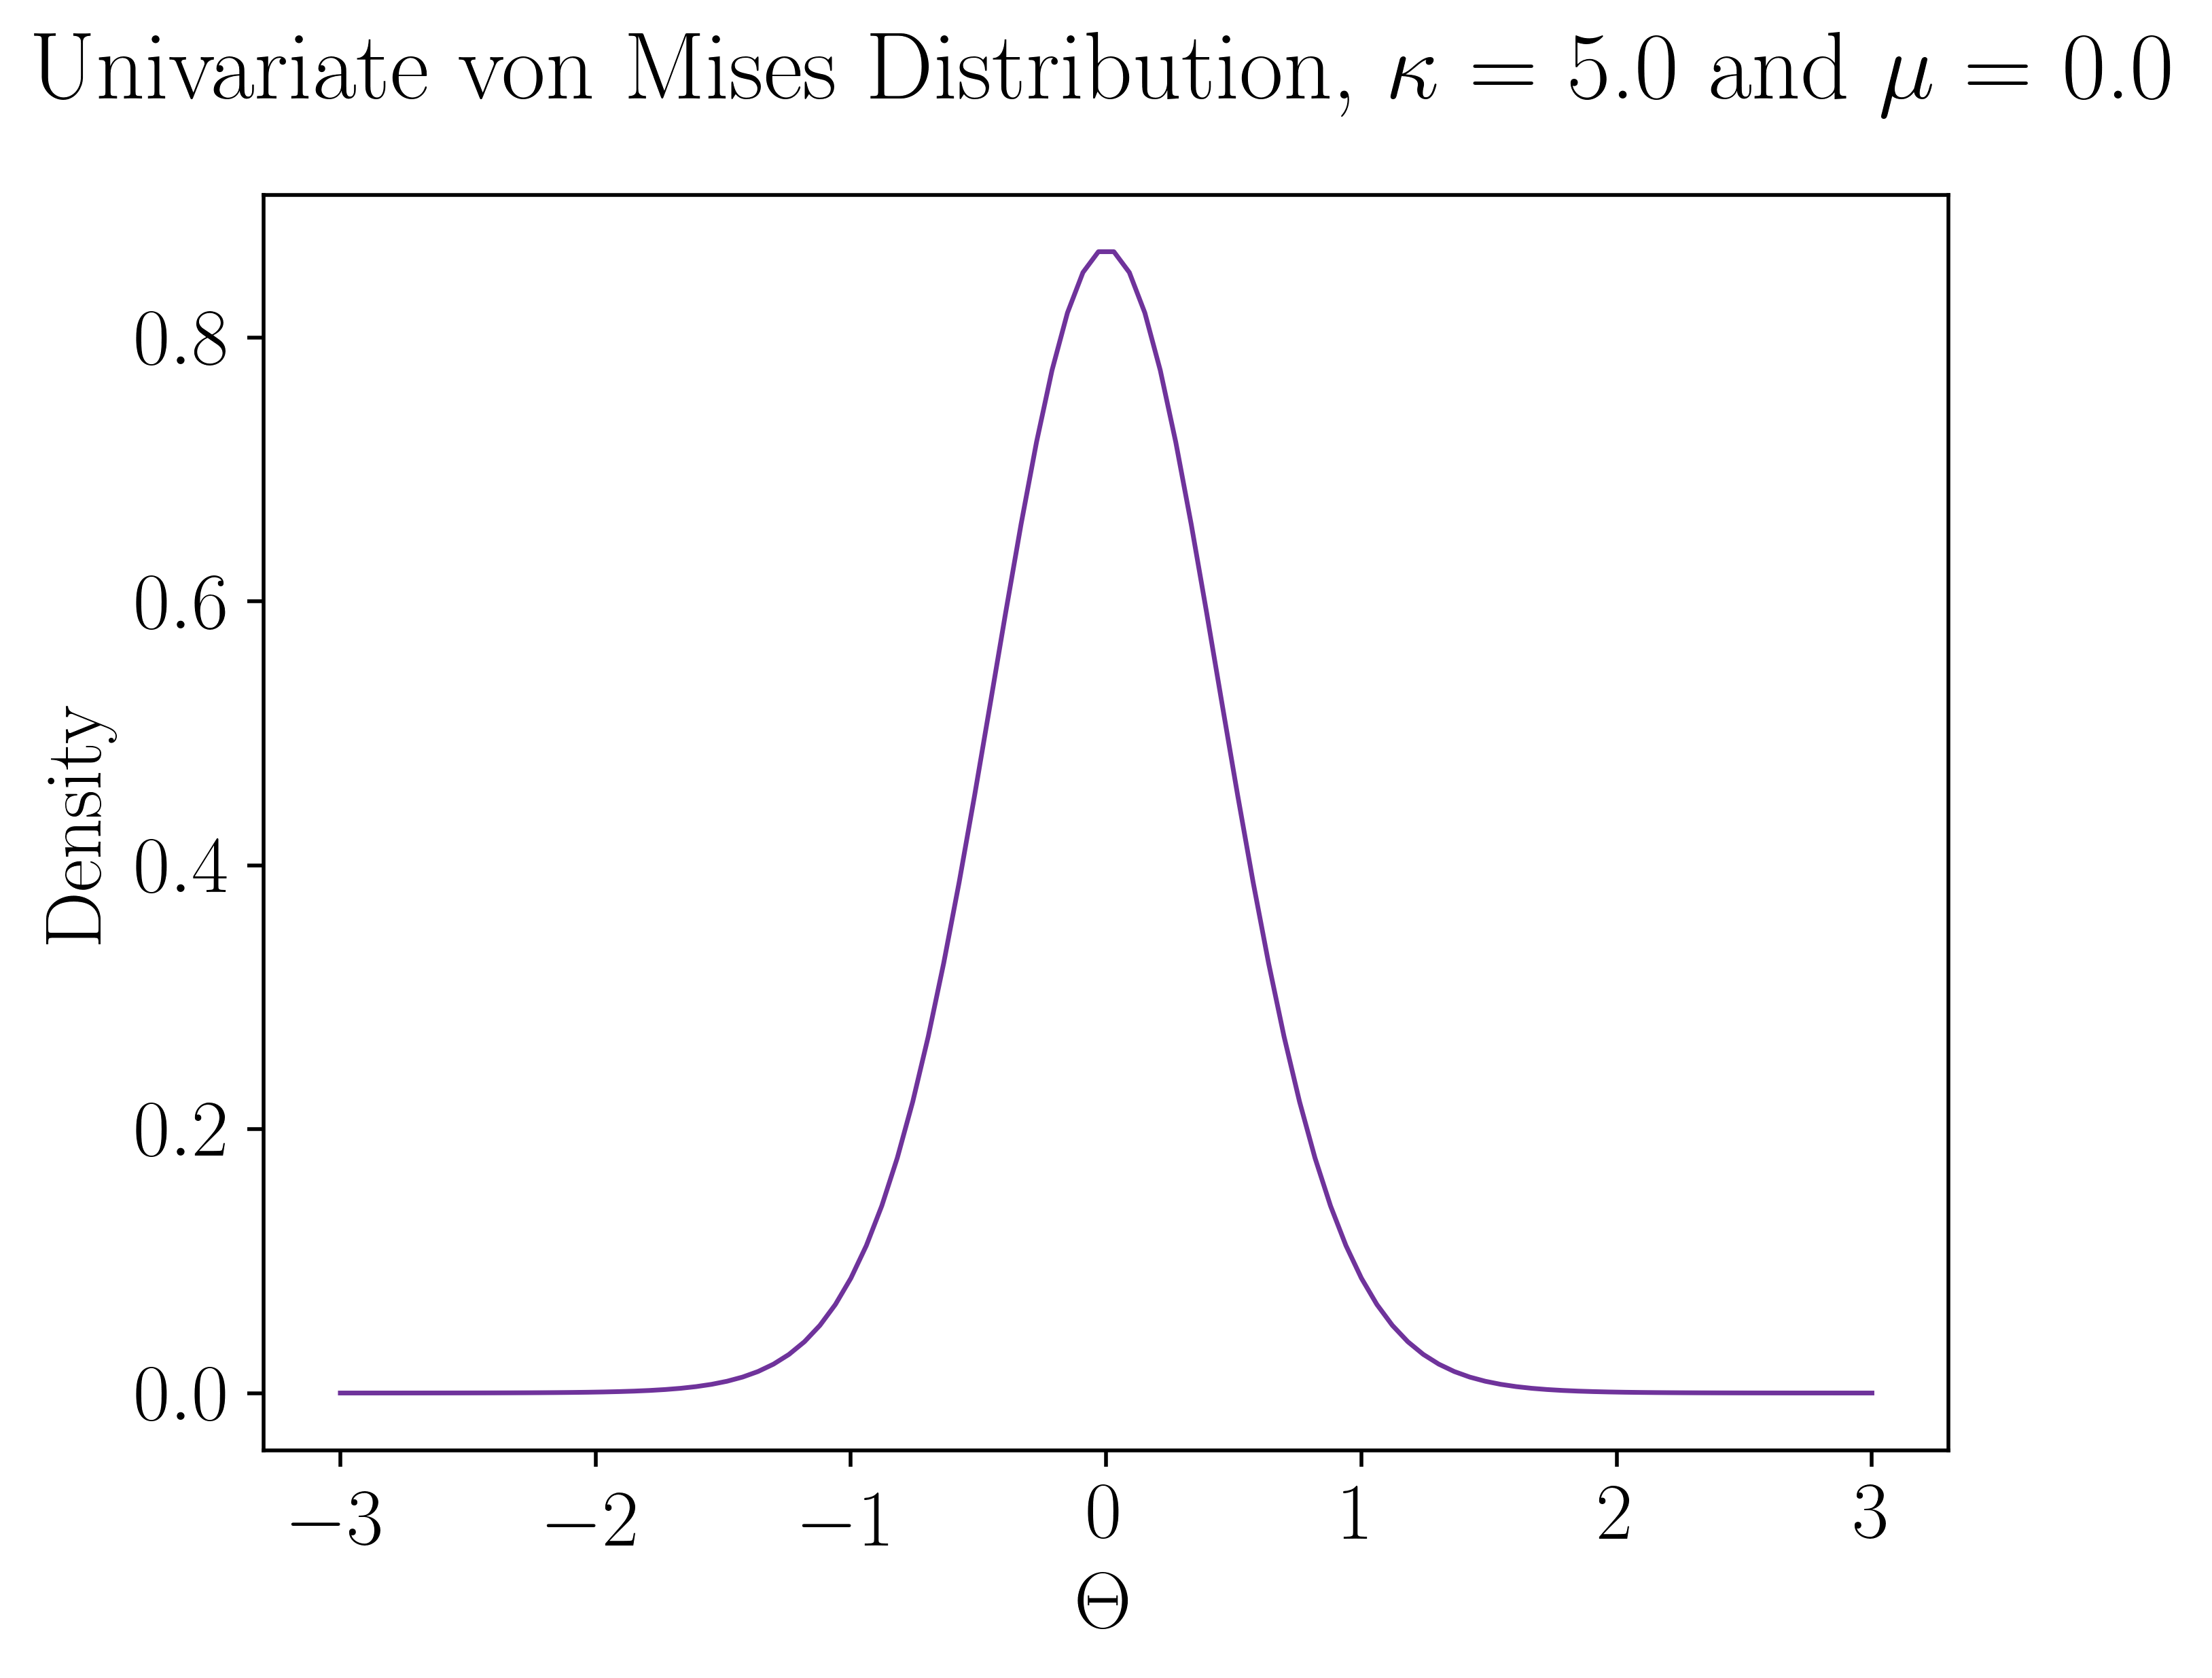 Univariate von Mises Distribution, κ = 5.0 and μ = 0.0
Density
0.8
0.6
0.4
0.2
0.0
−3 −2 −1 0 1 2 3
Θ